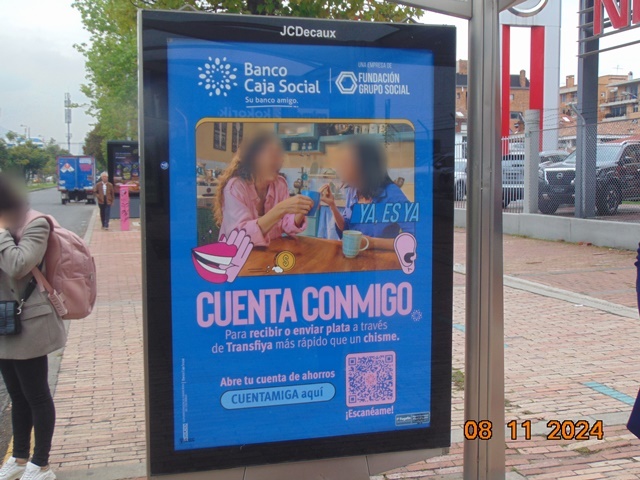 JCDecaux
Banco
Caja Social
Su banco amigo.
UNA EMPRESA DE
FUNDACIÓN
GRUPO SOCIAL
YA, ES YA
CUENTA CONMIGO
Para recibir o enviar plata a través
de Transfiya más rápido que un chisme.
Abre tu cuenta de ahorros
CUENTAMIGA aquí
¡Escanéame!
08 11 2024